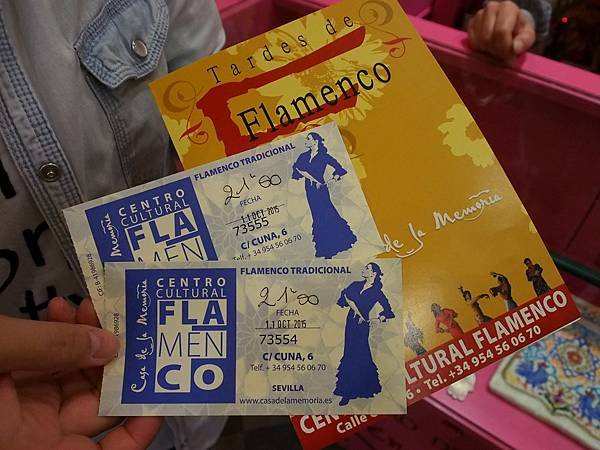 Tardes de
Flamenco
Casa de la Memoria
FLAMENCO TRADICIONAL
CENTRO
CULTURAL
FLA
MEN
Memoria
21:00
FECHA
11 OCT 2015
73555
C/ CUNA, 6
Telf. + 34 954 56 06 70
de la Memoria
FLAMENCO TRADICIONAL
CENTRO
CULTURAL
FLA
MEN
CO
21:00
FECHA
11 OCT 2015
73554
C/ CUNA, 6
Telf. + 34 954 56 06 70
SEVILLA
www.casadelamemoria.es
CULTURAL FLAMENCO
Calle 6 • Tel. +34 954 56 06 70